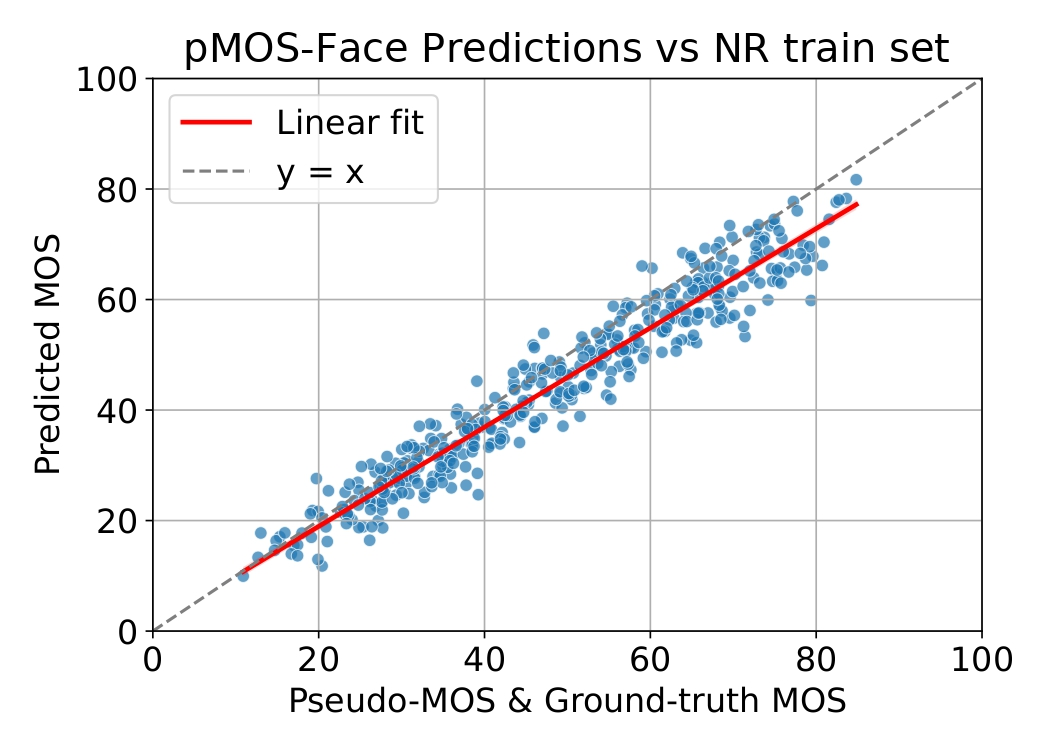 pMOS-Face Predictions vs NR train set
100
80
60
40
20
0
Predicted MOS
Linear fit
y = x
0 20 40 60 80 100
Pseudo-MOS & Ground-truth MOS